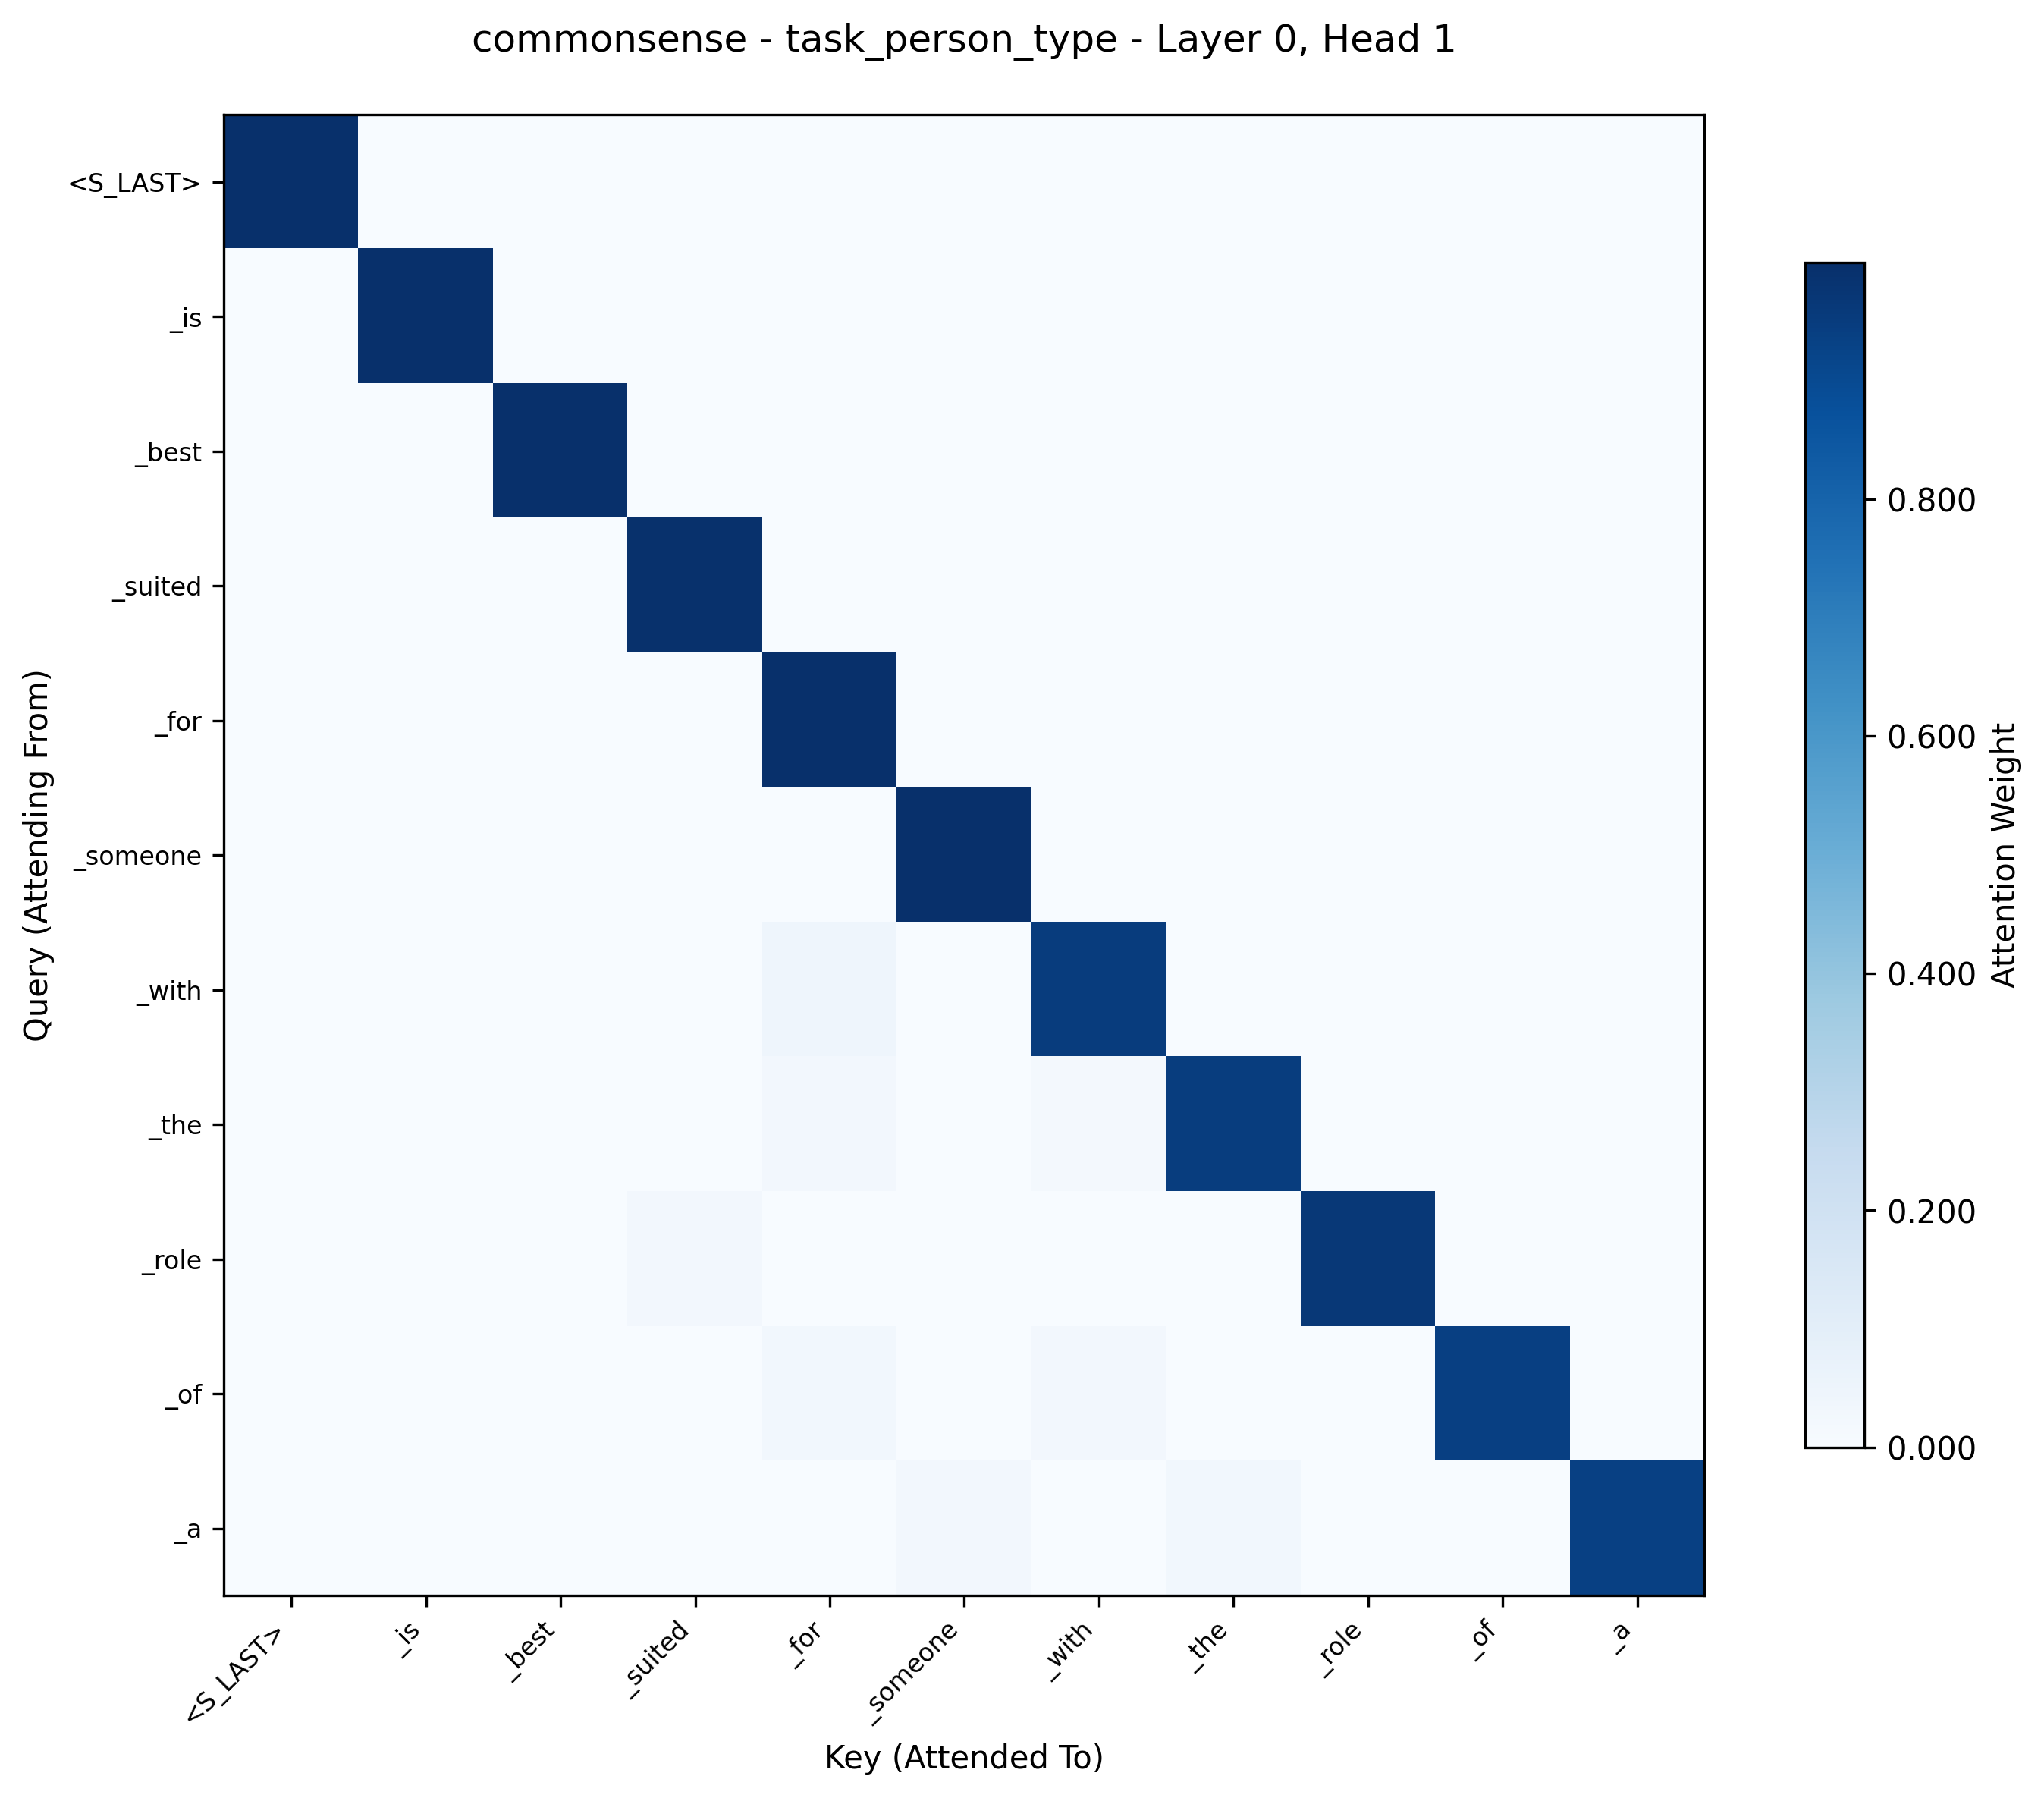 commonsense - task_person_type - Layer 0, Head 1
Query (Attending From)
<S_LAST>
_is
_best
_suited
_for
_someone
_with
_the
_role
_of
_a
<S_LAST>
_is
_best
_suited
_for
_someone
_with
_the
_role
_of
_a
Key (Attended To)
0.800
0.600
0.400
0.200
0.000
Attention Weight